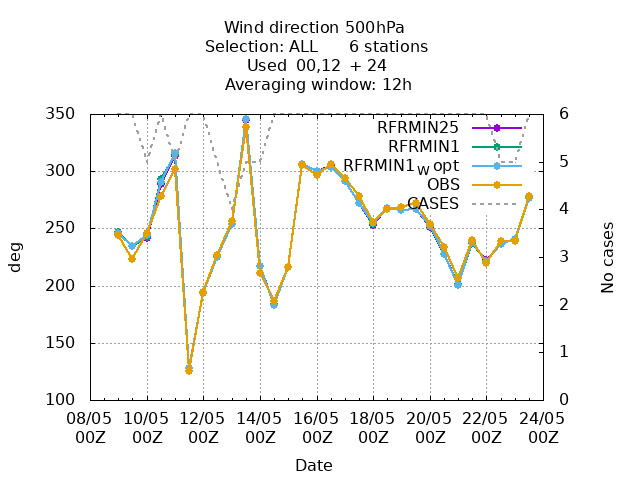 Wind direction 500hPa
Selection: ALL 6 stations
Used 00,12 + 24
Averaging window: 12h
350 6
RFRMIN25
RFRMIN1
300 5
RFRMIN1w opt
OBS
CASES 4
250
deg
No cases
3
200
2
150
1
100 0
08/05 10/05 12/05 14/05 16/05 18/05 20/05 22/05 24/05
00Z 00Z 00Z 00Z 00Z 00Z 00Z 00Z 00Z
Date